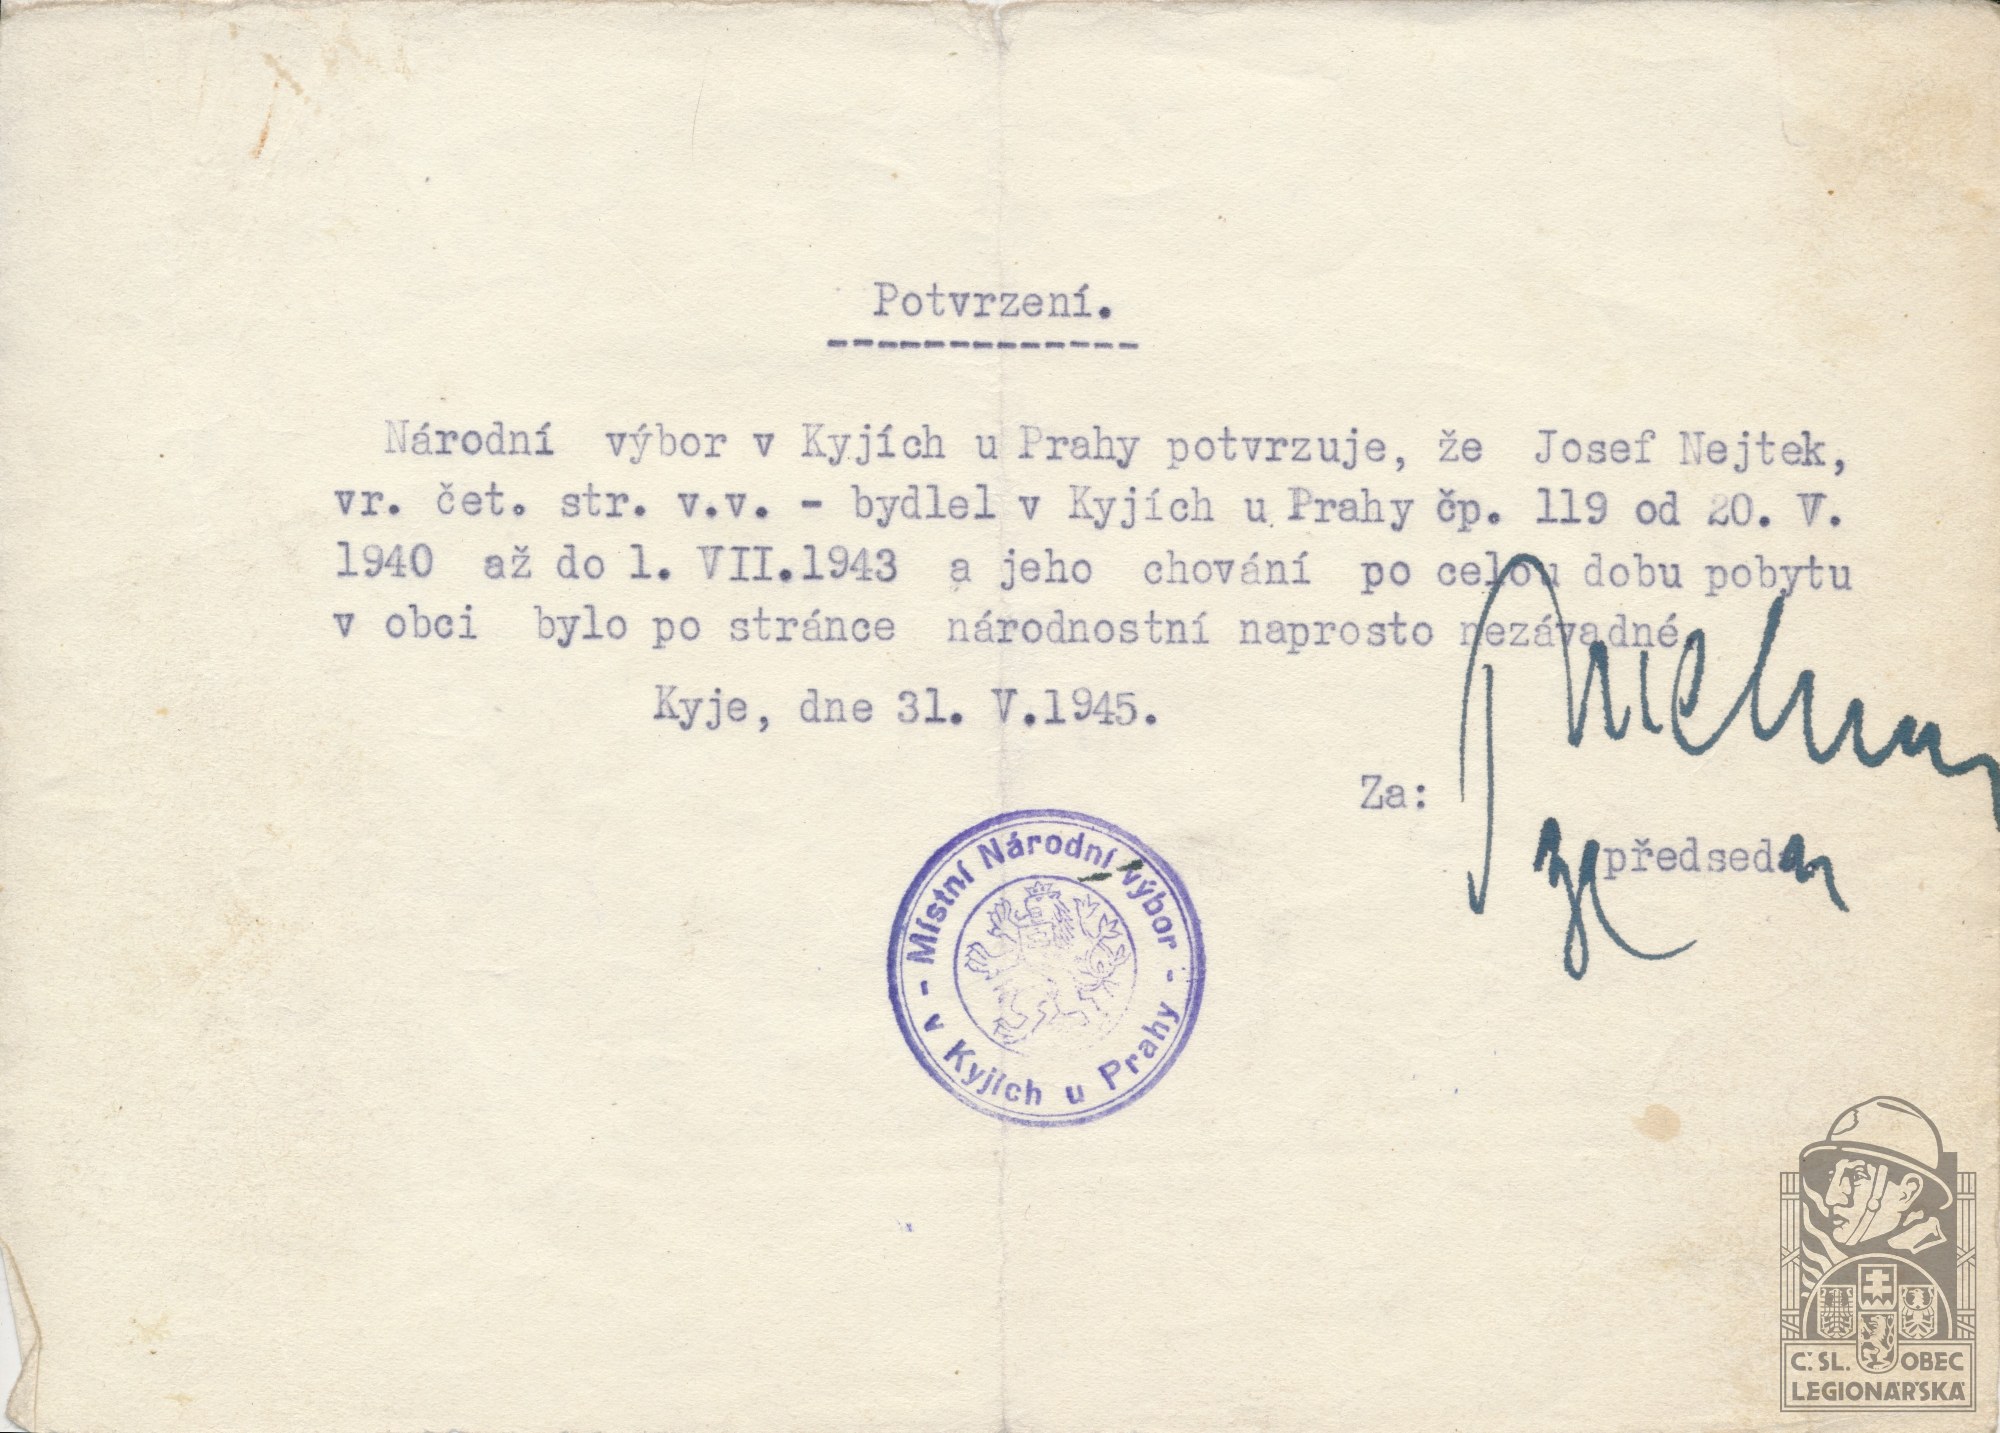 Potvrzení.
Národní výbor v Kyjích u Prahy potvrzuje, že Josef Nejtek,
vr. čet. str. v.v. - bydlel v Kyjích u Prahy čp. 119 od 20. V.
1940 až do 1. VII.1943 a jeho chování po celou dobu pobytu
v obci bylo po stránce národnostní naprosto nezávadné.
Kyje, dne 31. V.1945.
Za:
předseda
- Místní Národní výbor -
v Kyjích u Prahy
Č. SL. OBEC
LEGIONÁŘSKÁ